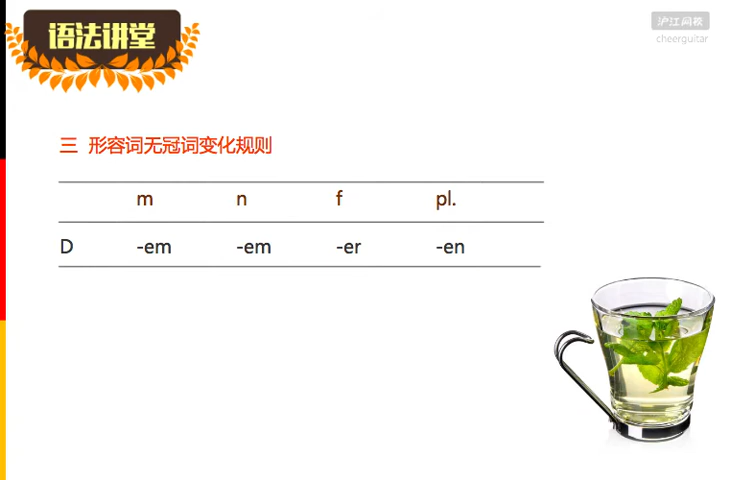 语法讲堂
沪江网校
cheerguitar
三 形容词无冠词变化规则
m n f pl.
D -em -em -er -en